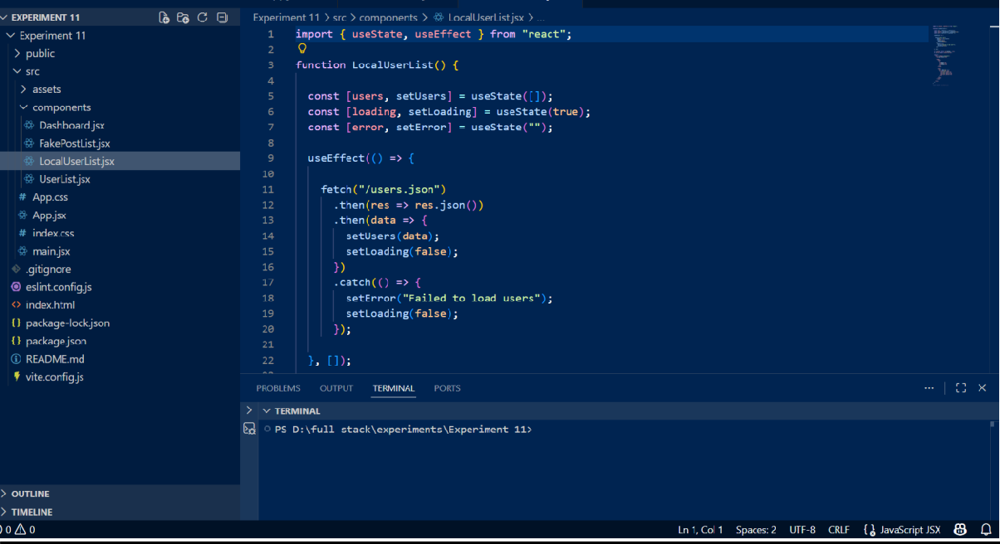 EXPERIMENT 11
Experiment 11
public
src
assets
components
Dashboard.jsx
FakePostList.jsx
LocalUserList.jsx
UserList.jsx
# App.css
App.jsx
# index.css
main.jsx
.gitignore
eslint.config.js
<> index.html
{} package-lock.json
{} package.json
README.md
vite.config.js
OUTLINE
TIMELINE
Experiment 11 > src > components > LocalUserList.jsx > ...
1 import { useState, useEffect } from "react";
2
3 function LocalUserList() {
4
5 const [users, setUsers] = useState([]);
6 const [loading, setLoading] = useState(true);
7 const [error, setError] = useState("");
8
9 useEffect(() => {
10
11 fetch("/users.json")
12 .then(res => res.json())
13 .then(data => {
14 setUsers(data);
15 setLoading(false);
16 })
17 .catch(() => {
18 setError("Failed to load users");
19 setLoading(false);
20 });
21
22 }, []);
PROBLEMS OUTPUT TERMINAL PORTS
TERMINAL
PS D:\full stack\experiments\Experiment 11>
0 0 Ln 1, Col 1 Spaces: 2 UTF-8 CRLF {} JavaScript JSX